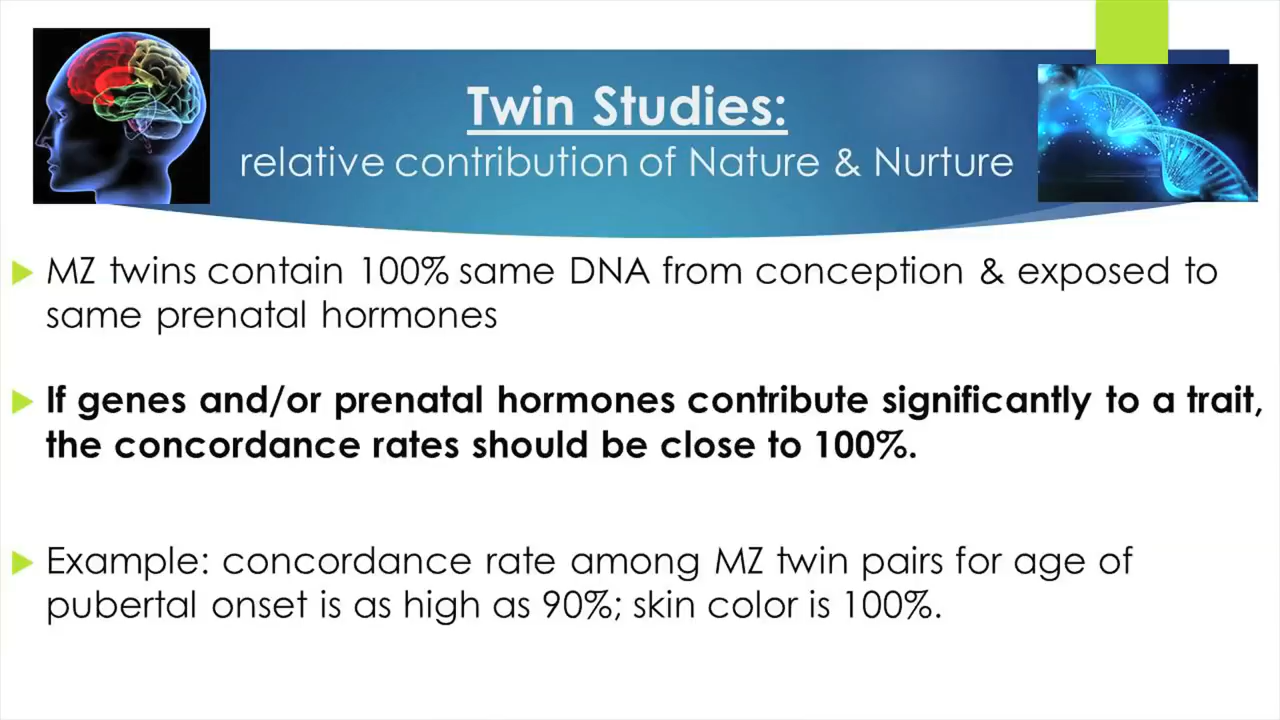 Twin Studies:
relative contribution of Nature & Nurture
MZ twins contain 100% same DNA from conception & exposed to
same prenatal hormones
If genes and/or prenatal hormones contribute significantly to a trait,
the concordance rates should be close to 100%.
Example: concordance rate among MZ twin pairs for age of
pubertal onset is as high as 90%; skin color is 100%.